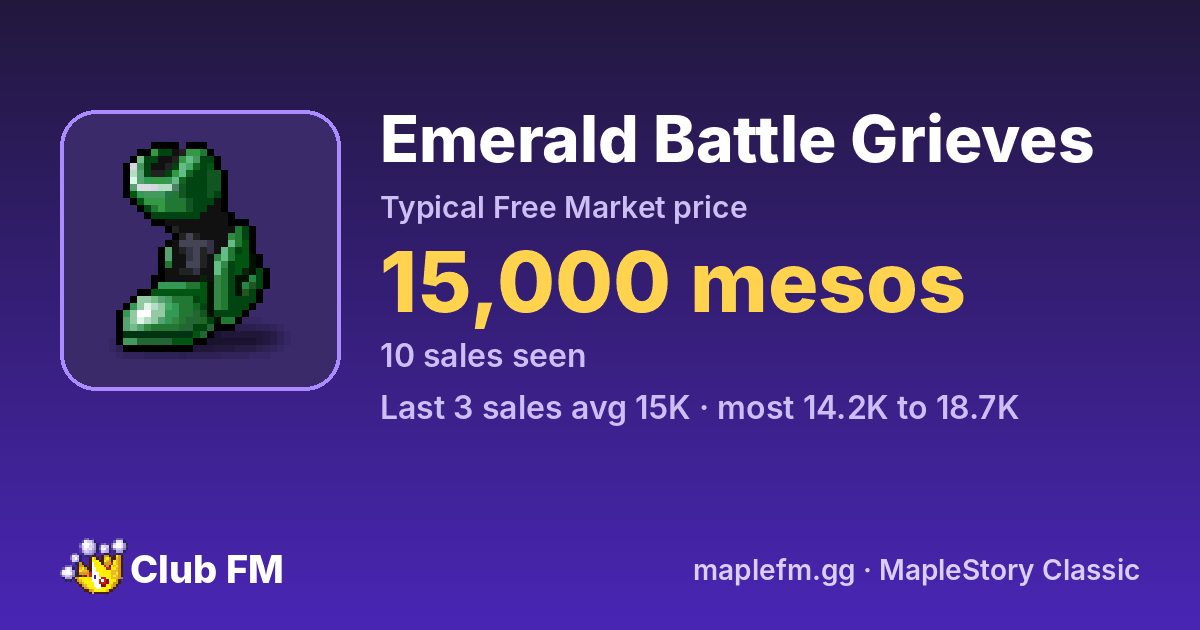 Emerald Battle Grieves
Typical Free Market price
15,000 mesos
10 sales seen
Last 3 sales avg 15K · most 14.2K to 18.7K
Club FM
maplefm.gg · MapleStory Classic